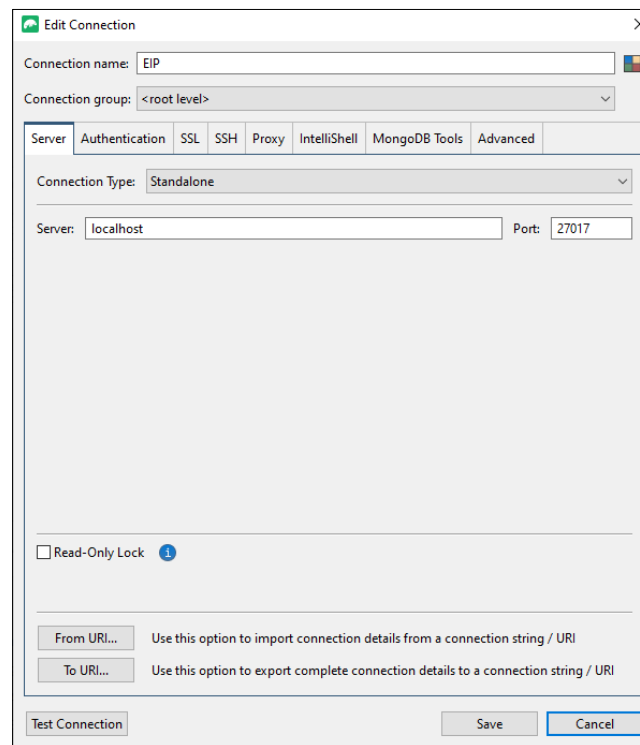 Edit Connection
Connection name: EIP
Connection group: <root level>
Server Authentication SSL SSH Proxy IntelliShell MongoDB Tools Advanced
Connection Type: Standalone
Server: localhost Port: 27017
Read-Only Lock i
From URI... Use this option to import connection details from a connection string / URI
To URI... Use this option to export complete connection details to a connection string / URI
Test Connection Save Cancel